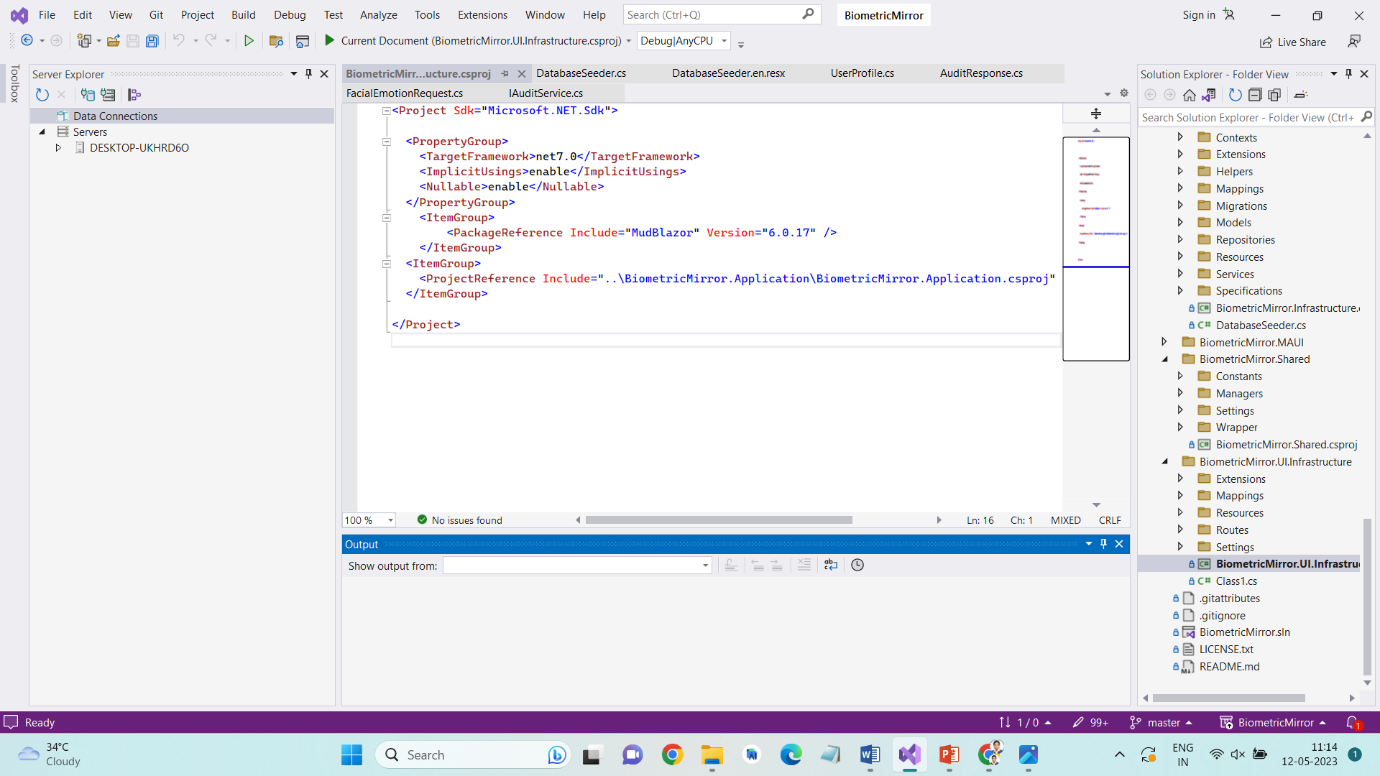 File Edit View Git Project Build Debug Test Analyze Tools Extensions Window Help Search (Ctrl+Q) BiometricMirror Sign in
Current Document (BiometricMirror.UI.Infrastructure.csproj) Debug|AnyCPU Live Share
Toolbox
Server Explorer
Data Connections
Servers
DESKTOP-UKHRD6O
BiometricMirr...ucture.csproj DatabaseSeeder.cs DatabaseSeeder.en.resx UserProfile.cs AuditResponse.cs
FacialEmotionRequest.cs IAuditService.cs
<Project Sdk="Microsoft.NET.Sdk">
<PropertyGroup>
<TargetFramework>net7.0</TargetFramework>
<ImplicitUsings>enable</ImplicitUsings>
<Nullable>enable</Nullable>
</PropertyGroup>
<ItemGroup>
<PackageReference Include="MudBlazor" Version="6.0.17" />
</ItemGroup>
<ItemGroup>
<ProjectReference Include="..\BiometricMirror.Application\BiometricMirror.Application.csproj"
</ItemGroup>
</Project>
100 % No issues found Ln: 16 Ch: 1 MIXED CRLF
Output
Show output from:
Solution Explorer - Folder View
Search Solution Explorer - Folder View (Ctrl+
Contexts
Extensions
Helpers
Mappings
Migrations
Models
Repositories
Resources
Services
Specifications
BiometricMirror.Infrastructure.
DatabaseSeeder.cs
BiometricMirror.MAUI
BiometricMirror.Shared
Constants
Managers
Settings
Wrapper
BiometricMirror.Shared.csproj
BiometricMirror.UI.Infrastructure
Extensions
Mappings
Resources
Routes
Settings
BiometricMirror.UI.Infrastru
Class1.cs
.gitattributes
.gitignore
BiometricMirror.sln
LICENSE.txt
README.md
Ready 1 / 0 99+ master BiometricMirror 1
34°C
Cloudy
Search
ENG
IN
11:14
12-05-2023
1